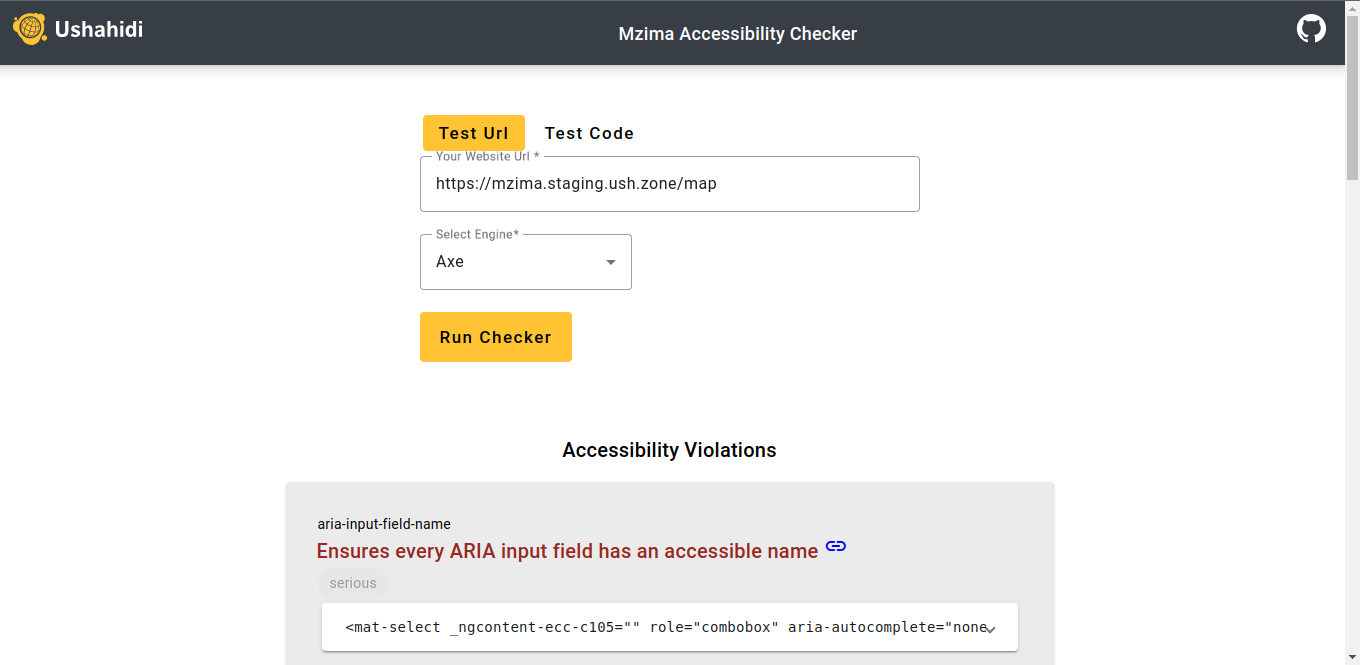 Ushahidi
Mzima Accessibility Checker
Test Url
Test Code
Your Website Url *
https://mzima.staging.ush.zone/map
Select Engine*
Axe
Run Checker
Accessibility Violations
aria-input-field-name
Ensures every ARIA input field has an accessible name
serious
<mat-select _ngcontent-ecc-c105="" role="combobox" aria-autocomplete="none